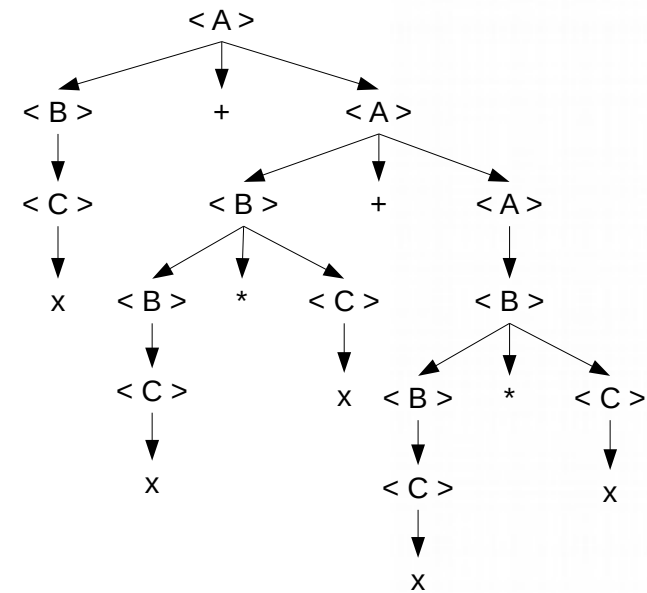 < A >
< B > + < A >
< C > < B > + < A >
x < B > * < C > < B >
< C > x < B > * < C >
x < C > x
x